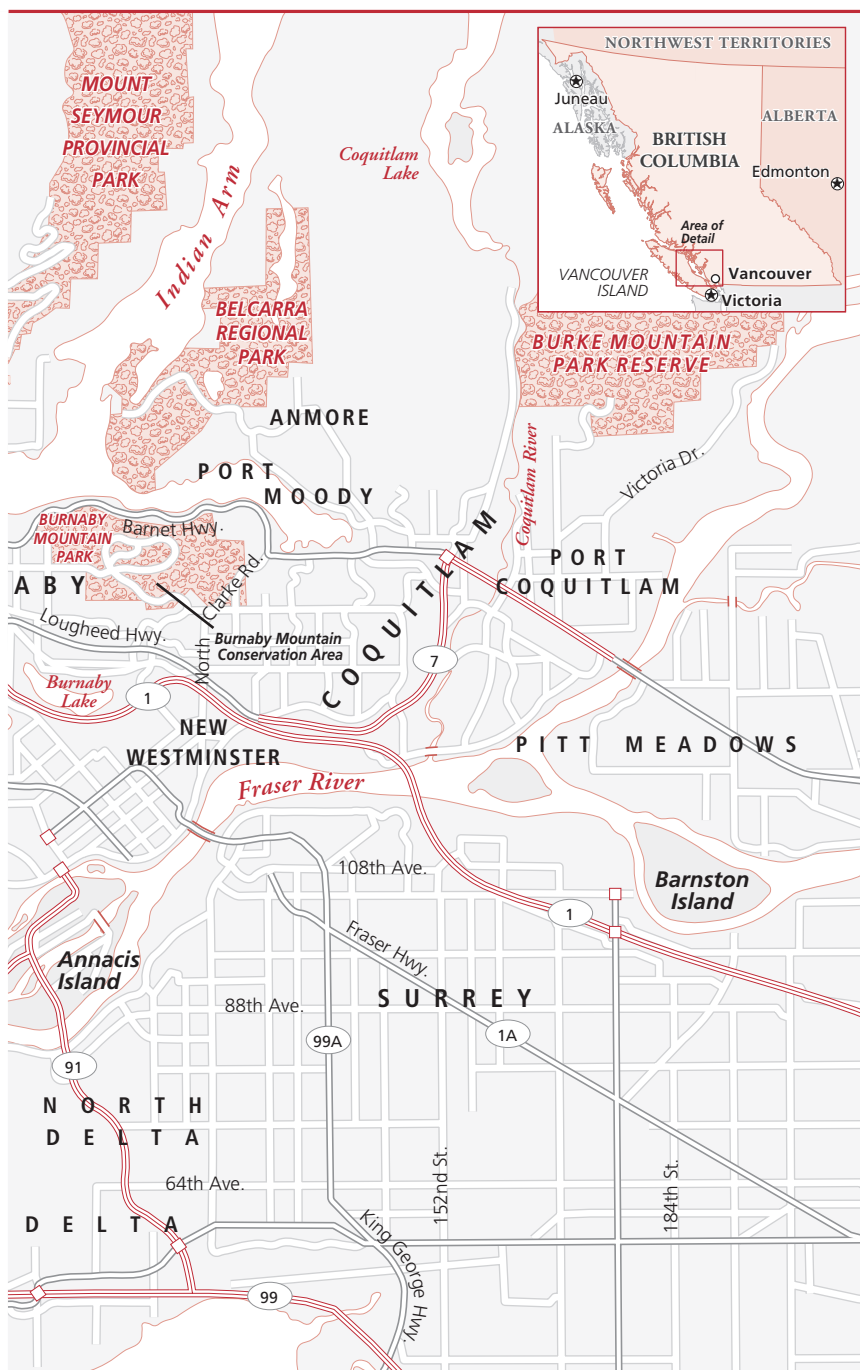 MOUNT
SEYMOUR
PROVINCIAL
PARK
Indian Arm
Coquitlam
Lake
NORTHWEST TERRITORIES
Juneau
ALASKA
ALBERTA
BRITISH
COLUMBIA
Edmonton
Area of
Detail
VANCOUVER
ISLAND
Vancouver
Victoria
BELCARRA
REGIONAL
PARK
BURKE MOUNTAIN
PARK RESERVE
ANMORE
PORT
MOODY
Coquitlam River
Victoria Dr.
BURNABY
MOUNTAIN
PARK
Barnet Hwy.
COQUITLAM
PORT
COQUITLAM
ABY
Clarke Rd.
North
Lougheed Hwy.
Burnaby Mountain
Conservation Area
7
Burnaby
Lake
1
NEW
WESTMINSTER
PITT MEADOWS
Fraser River
108th Ave.
Barnston
Island
1
Fraser Hwy.
Annacis
Island
88th Ave.
SURREY
99A
1A
91
NORTH
DELTA
64th Ave.
152nd St.
184th St.
DELTA
King George Hwy.
99